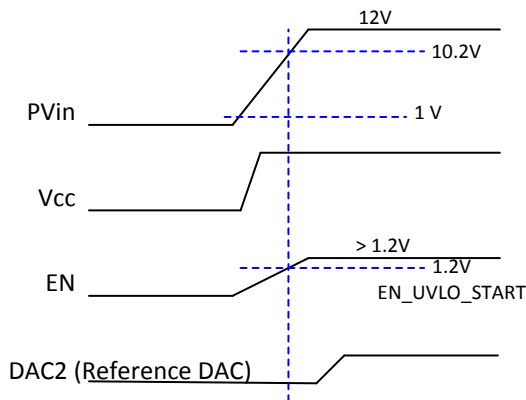 12V
10.2V
PVin
1 V
Vcc
> 1.2V
1.2V
EN
EN_UVLO_START
DAC2 (Reference DAC)